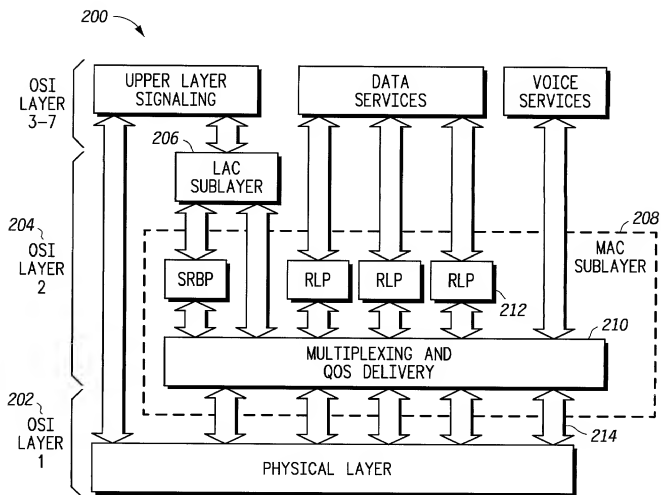 200
OSI
LAYER
3-7
UPPER LAYER
SIGNALING
DATA
SERVICES
VOICE
SERVICES
206
LAC
SUBLAYER
204
OSI
LAYER
2
208
MAC
SUBLAYER
SRBP
RLP
RLP
RLP
212
210
MULTIPLEXING AND
QOS DELIVERY
202
OSI
LAYER
1
214
PHYSICAL LAYER